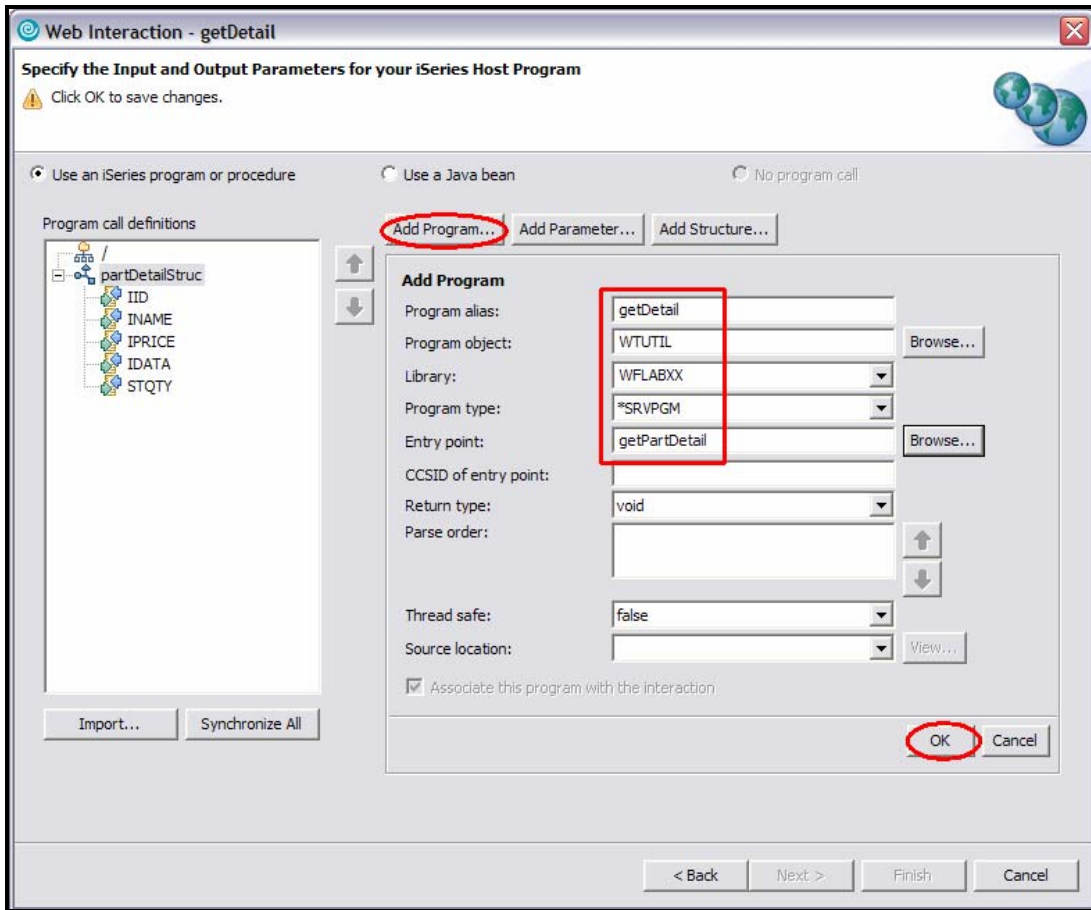 Web Interaction - getDetail
Specify the Input and Output Parameters for your iSeries Host Program
Click OK to save changes.
Use an iSeries program or procedure
Use a Java bean
No program call
Program call definitions
/
partDetailStruc
IID
INAME
IPRICE
IDATA
STQTY
Import...
Synchronize All
Add Program...
Add Parameter...
Add Structure...
Add Program
Program alias: getDetail
Program object: WTUTIL Browse...
Library: WFLABXX
Program type: *SRVPGM
Entry point: getPartDetail Browse...
CCSID of entry point:
Return type: void
Parse order:
Thread safe: false
Source location: View...
Associate this program with the interaction
OK Cancel
< Back Next > Finish Cancel